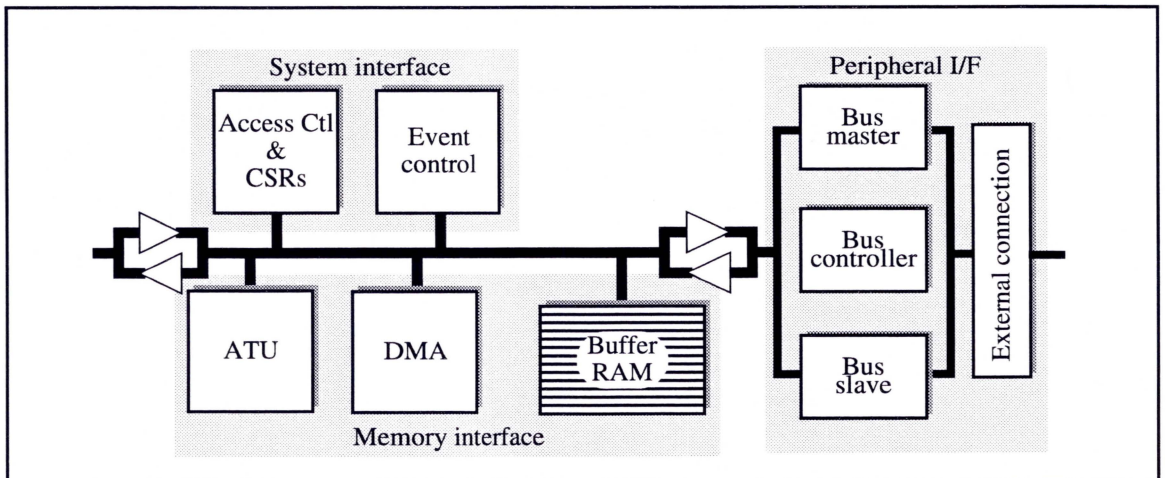 System interface
Peripheral I/F
Access Ctl
&
CSRs
Event
control
Bus
master
Bus
controller
Bus
slave
External connection
ATU
DMA
Buffer
RAM
Memory interface